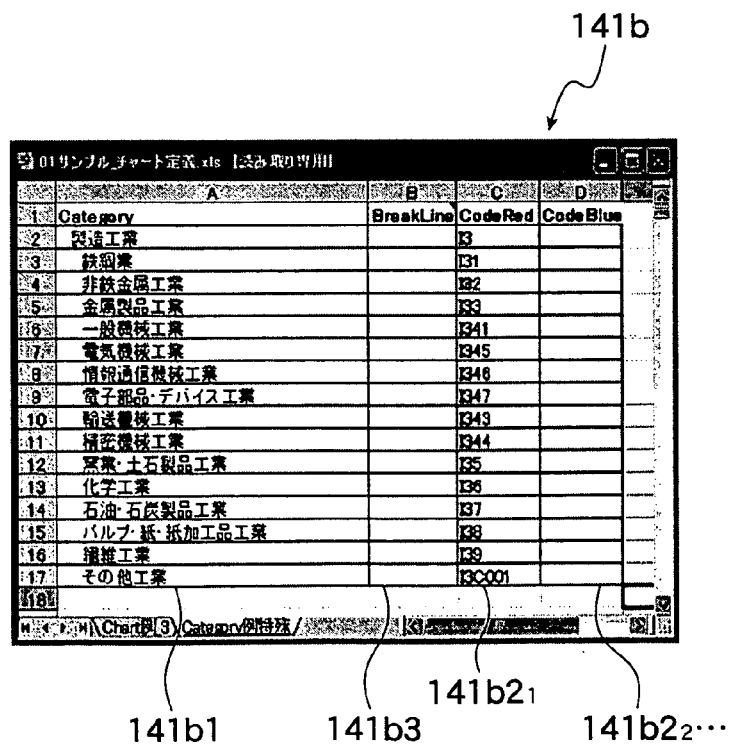 141b
01サンプル_チャート定義.xls [読み取り専用]
A B C D
1 Category BreakLine CodeRed CodeBlue
2 製造工業 I3
3 鉄鋼業 I31
4 非鉄金属工業 I32
5 金属製品工業 I33
6 一般機械工業 I341
7 電気機械工業 I345
8 情報通信機械工業 I346
9 電子部品・デバイス工業 I347
10 輸送機械工業 I343
11 精密機械工業 I344
12 窯業・土石製品工業 I35
13 化学工業 I36
14 石油・石炭製品工業 I37
15 パルプ・紙・紙加工品工業 I38
16 繊維工業 I39
17 その他工業 I3C001
18
Chart例(3) Category例特殊
141b1 141b3 141b2₁ 141b2₂…